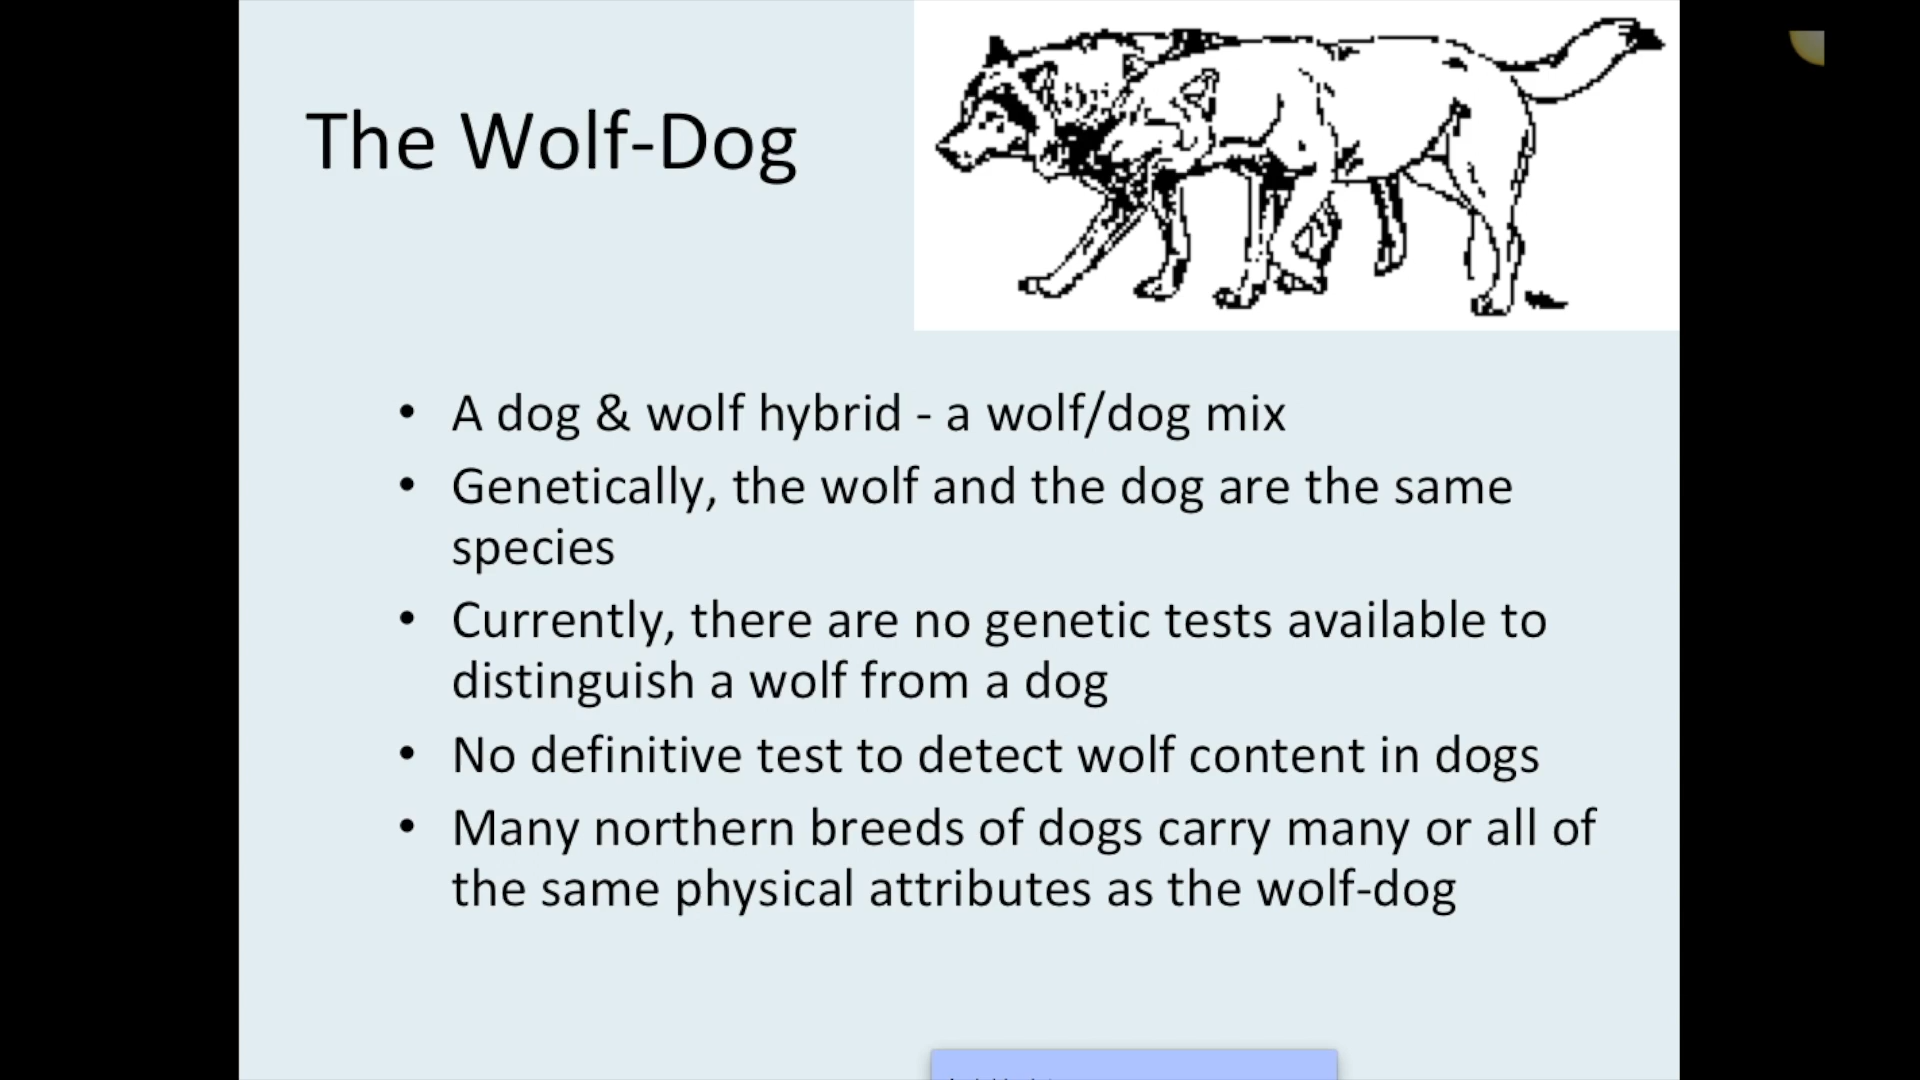 The Wolf-Dog
• A dog & wolf hybrid - a wolf/dog mix
• Genetically, the wolf and the dog are the same
species
• Currently, there are no genetic tests available to
distinguish a wolf from a dog
• No definitive test to detect wolf content in dogs
• Many northern breeds of dogs carry many or all of
the same physical attributes as the wolf-dog